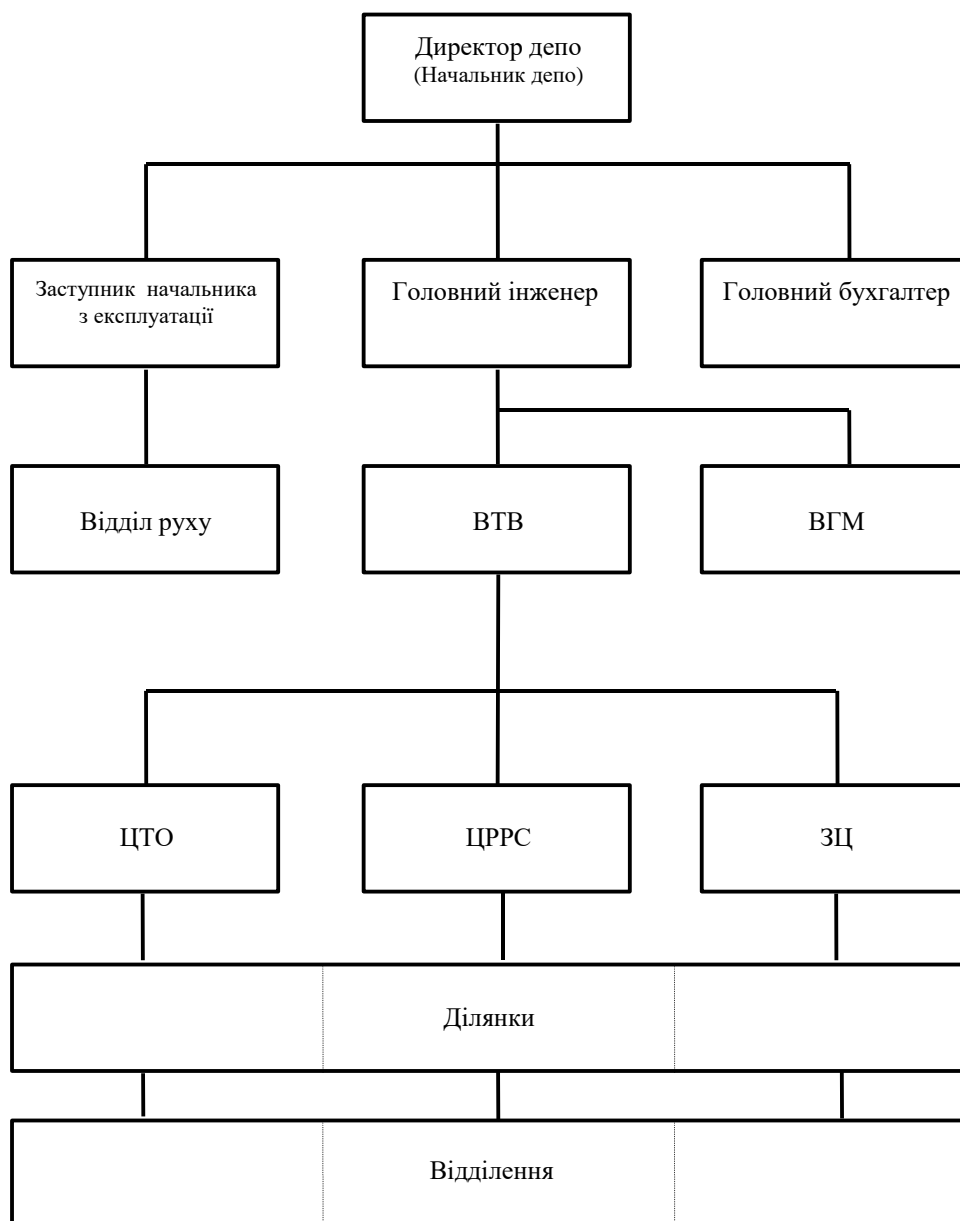 Директор депо
(Начальник депо)
Заступник начальника
з експлуатації
Головний інженер
Головний бухгалтер
Відділ руху
ВТВ
ВГМ
ЦТО
ЦРРС
ЗЦ
Ділянки
Відділення